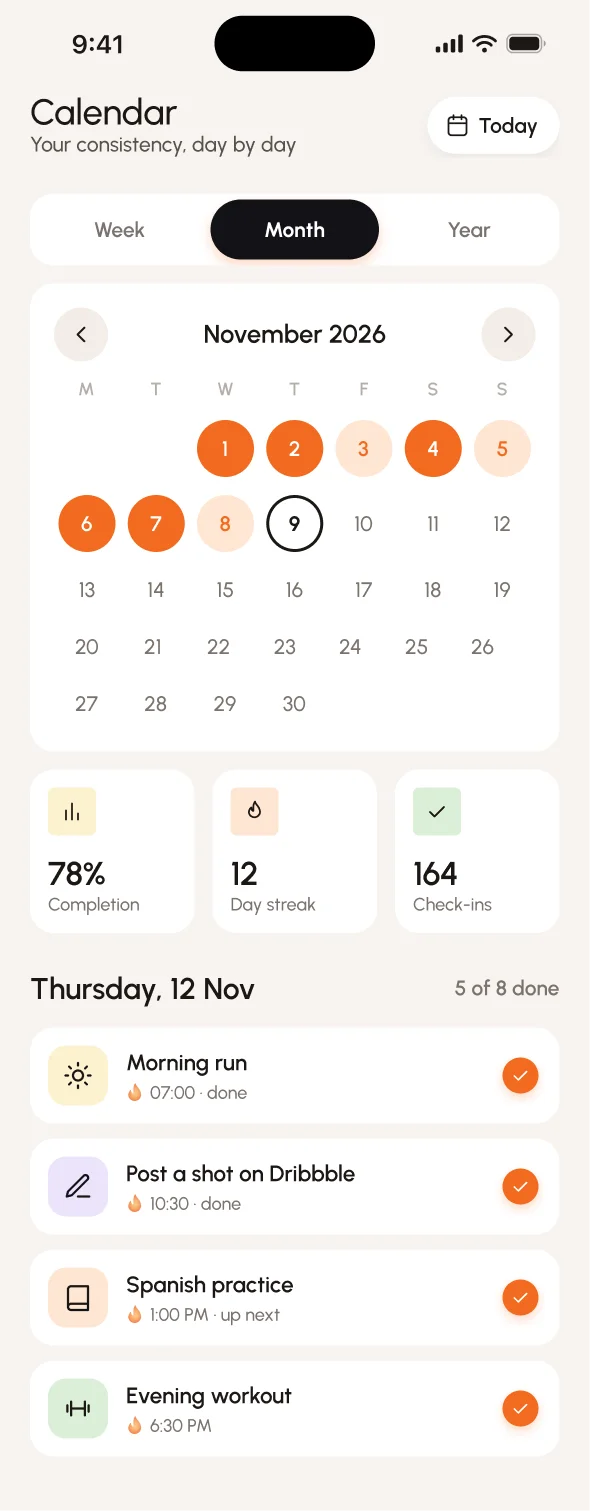 9:41
Calendar
Your consistency, day by day
Today
Week Month Year
November 2026
M T W T F S S
1 2 3 4 5
6 7 8 9 10 11 12
13 14 15 16 17 18 19
20 21 22 23 24 25 26
27 28 29 30
78% 12 164
Completion Day streak Check-ins
Thursday, 12 Nov 5 of 8 done
Morning run
07:00 · done
Post a shot on Dribbble
10:30 · done
Spanish practice
1:00 PM · up next
Evening workout
6:30 PM